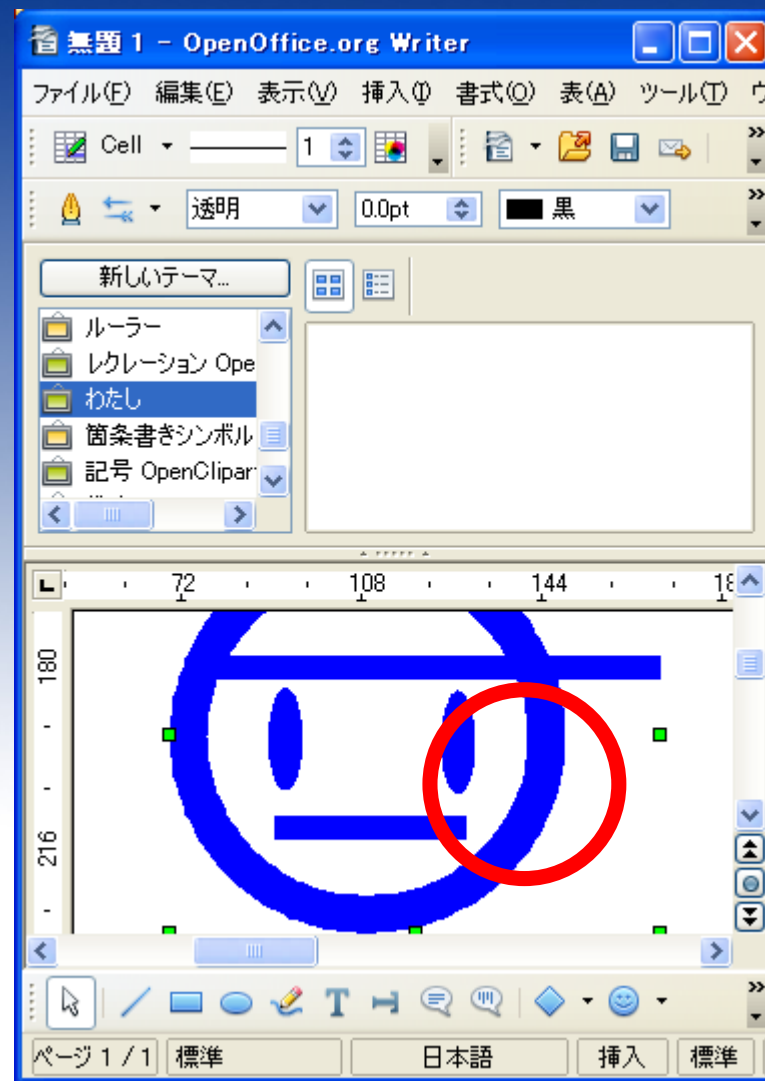 無題 1 - OpenOffice.org Writer
ファイル(F) 編集(E) 表示(V) 挿入(I) 書式(O) 表(A) ツール(T) ウ
Cell 1
透明 0.0pt 黒
新しいテーマ...
ルーラー
レクレーション Ope
わたし
箇条書きシンボル
記号 OpenClipar
72 108 144 18
180
216
T
ページ 1 / 1 標準 日本語 挿入 標準